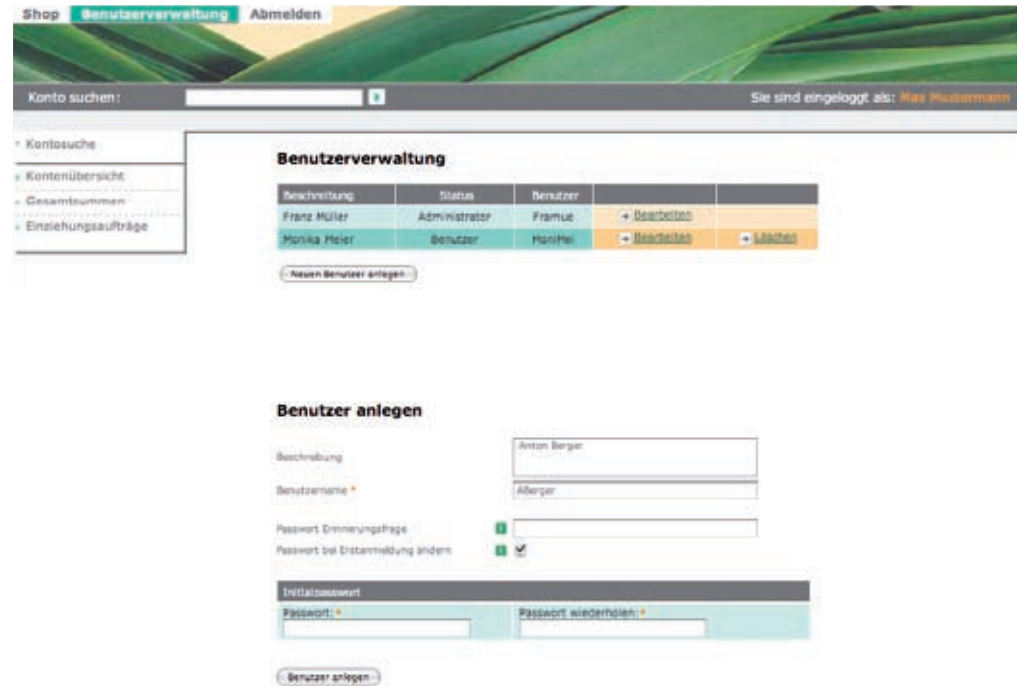 Shop Benutzerverwaltung Abmelden
Konto suchen: Sie sind eingeloggt als: Max Mustermann
Kontosuche
Kontenübersicht
Gesamtsummen
Einziehungsaufträge
Benutzerverwaltung
Beschreibung Status Benutzer
Franz Müller Administrator Framue Bearbeiten
Monika Meier Benutzer MoniMei Bearbeiten Löschen
Neuen Benutzer anlegen
Benutzer anlegen
Beschreibung Anton Berger
Benutzername * ABerger
Passwort Erinnerungsfrage
Passwort bei Erstanmeldung ändern
Initialpasswort
Passwort: * Passwort wiederholen: *
Benutzer anlegen